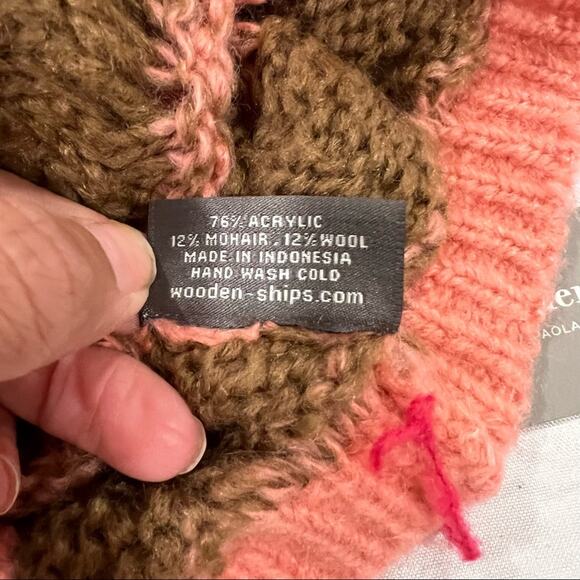 76% ACRYLIC
12% MOHAIR . 12% WOOL
MADE IN INDONESIA
HAND WASH COLD
wooden-ships.com